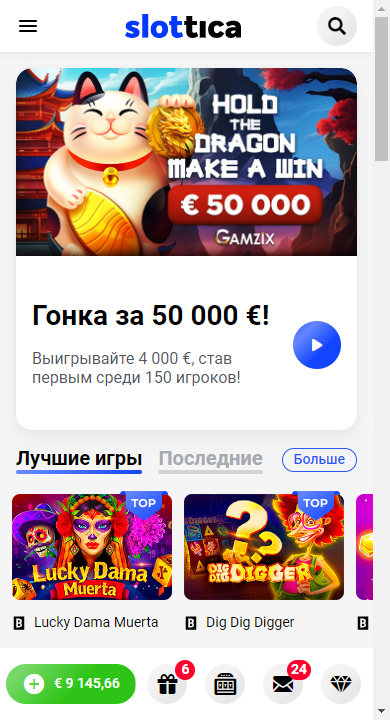 slottica
HOLD
THE
DRAGON
MAKE A WIN
€ 50 000
GAMZIX
Гонка за 50 000 €!
Выигрывайте 4 000 €, став
первым среди 150 игроков!
Лучшие игры
Последние
Больше
TOP
TOP
Lucky Dama
Muerta
DIG DIG DIGGER
Lucky Dama Muerta
Dig Dig Digger
€ 9 145,66
6
24